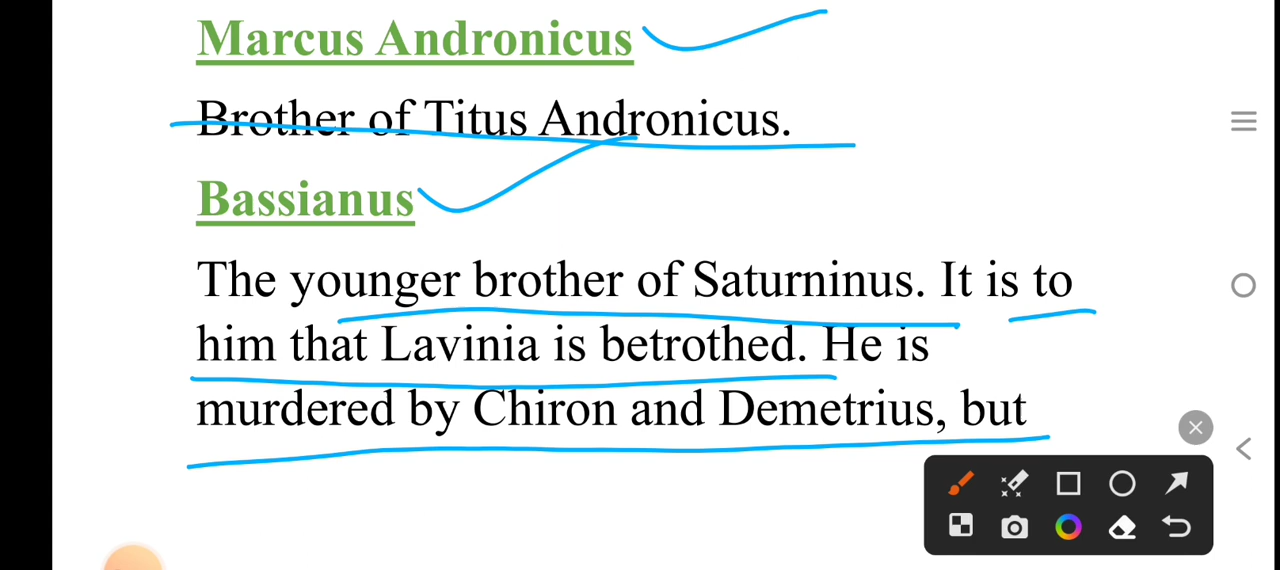 Marcus Andronicus
Brother of Titus Andronicus.
Bassianus
The younger brother of Saturninus. It is to
him that Lavinia is betrothed. He is
murdered by Chiron and Demetrius, but